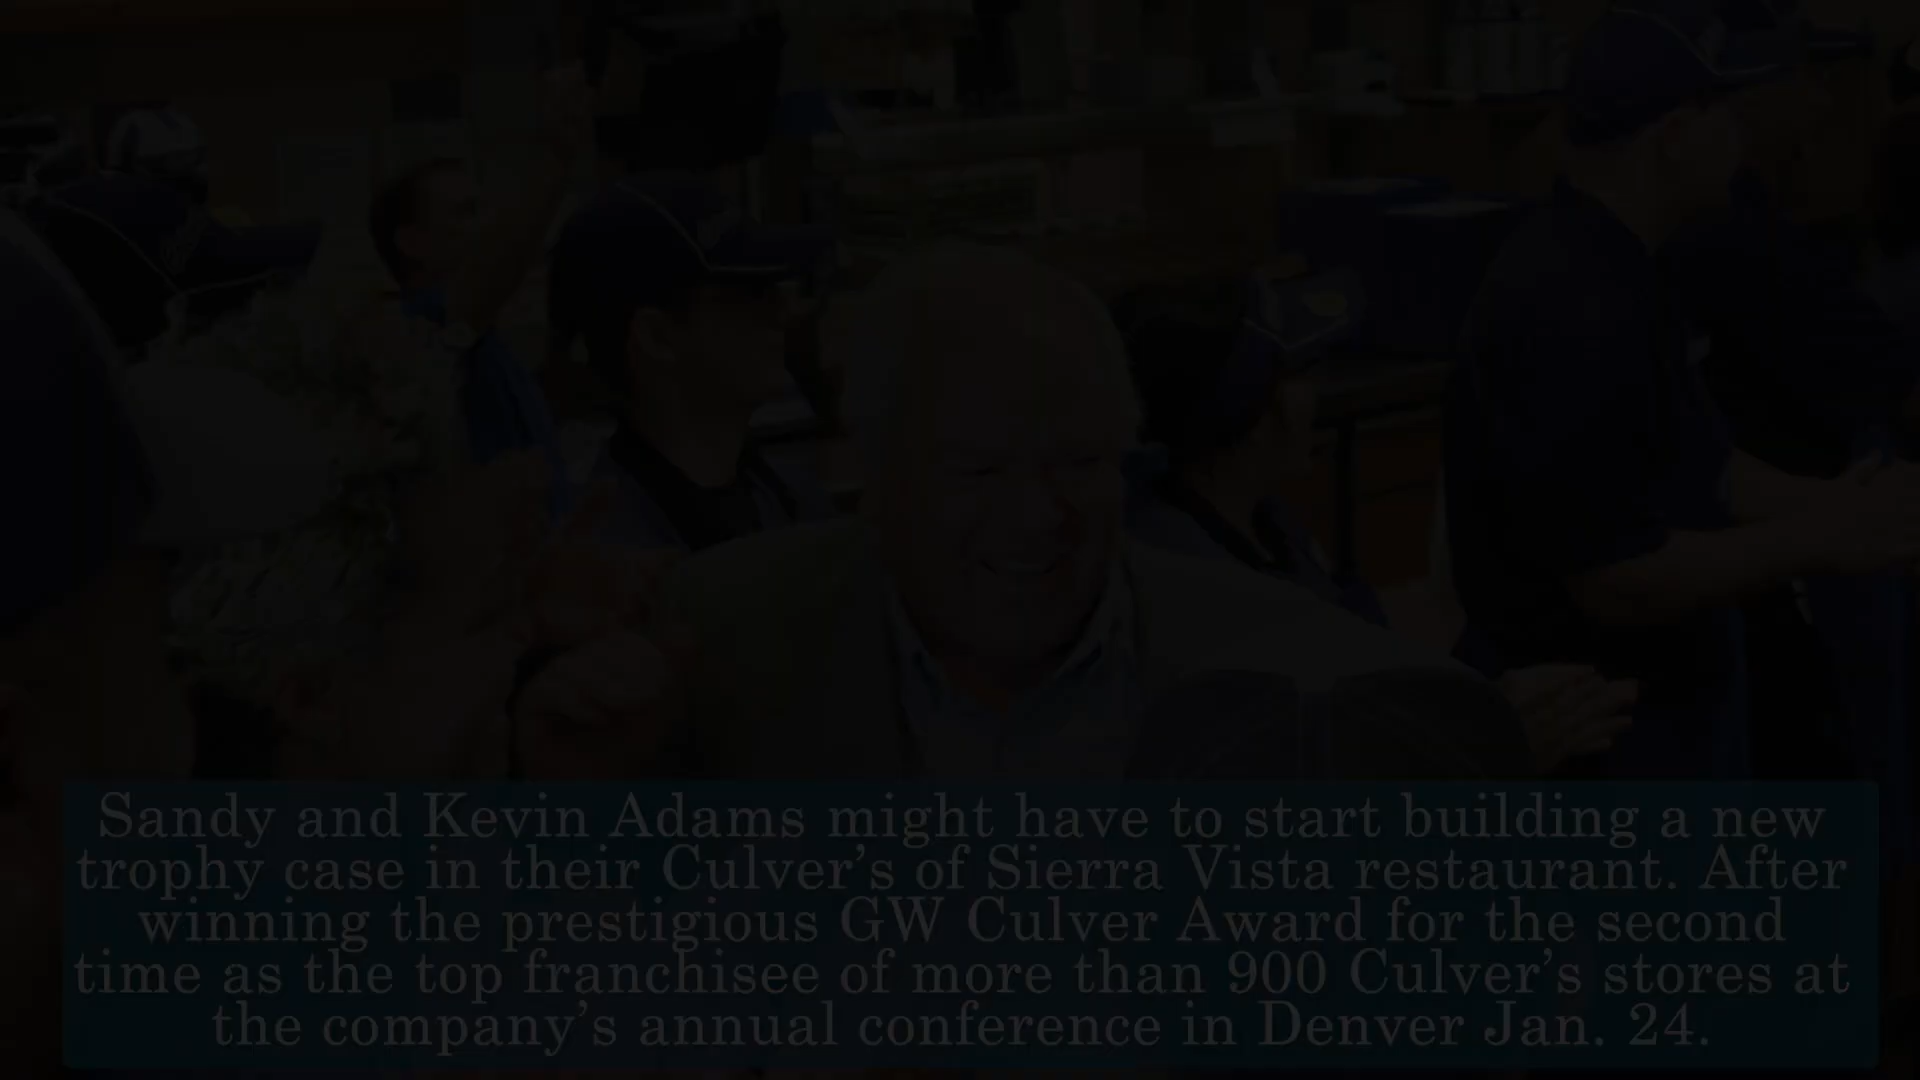 Sandy and Kevin Adams might have to start building a new
trophy case in their Culver’s of Sierra Vista restaurant. After
winning the prestigious GW Culver Award for the second
time as the top franchisee of more than 900 Culver’s stores at
the company’s annual conference in Denver Jan. 24.